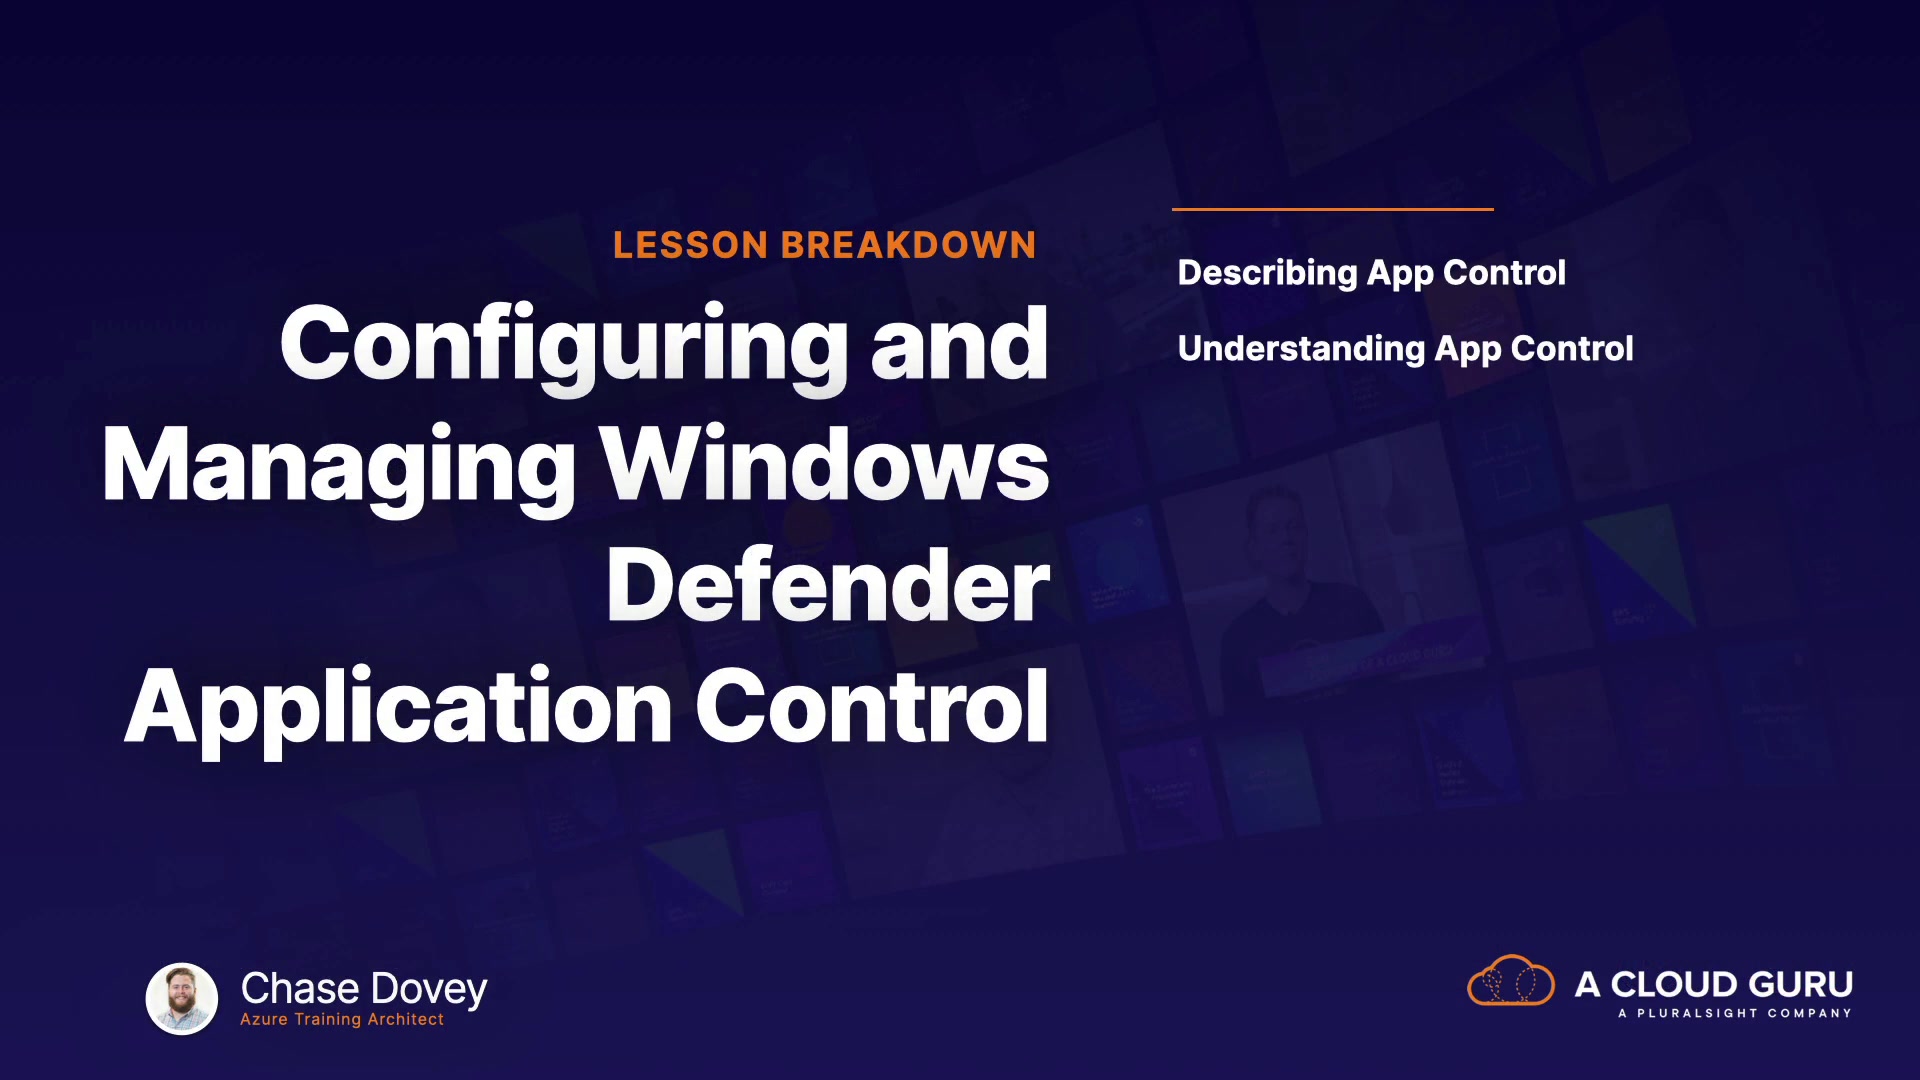 LESSON BREAKDOWN
Configuring and
Managing Windows
Defender
Application Control
Describing App Control
Understanding App Control
Chase Dovey
Azure Training Architect
A CLOUD GURU
A PLURALSIGHT COMPANY